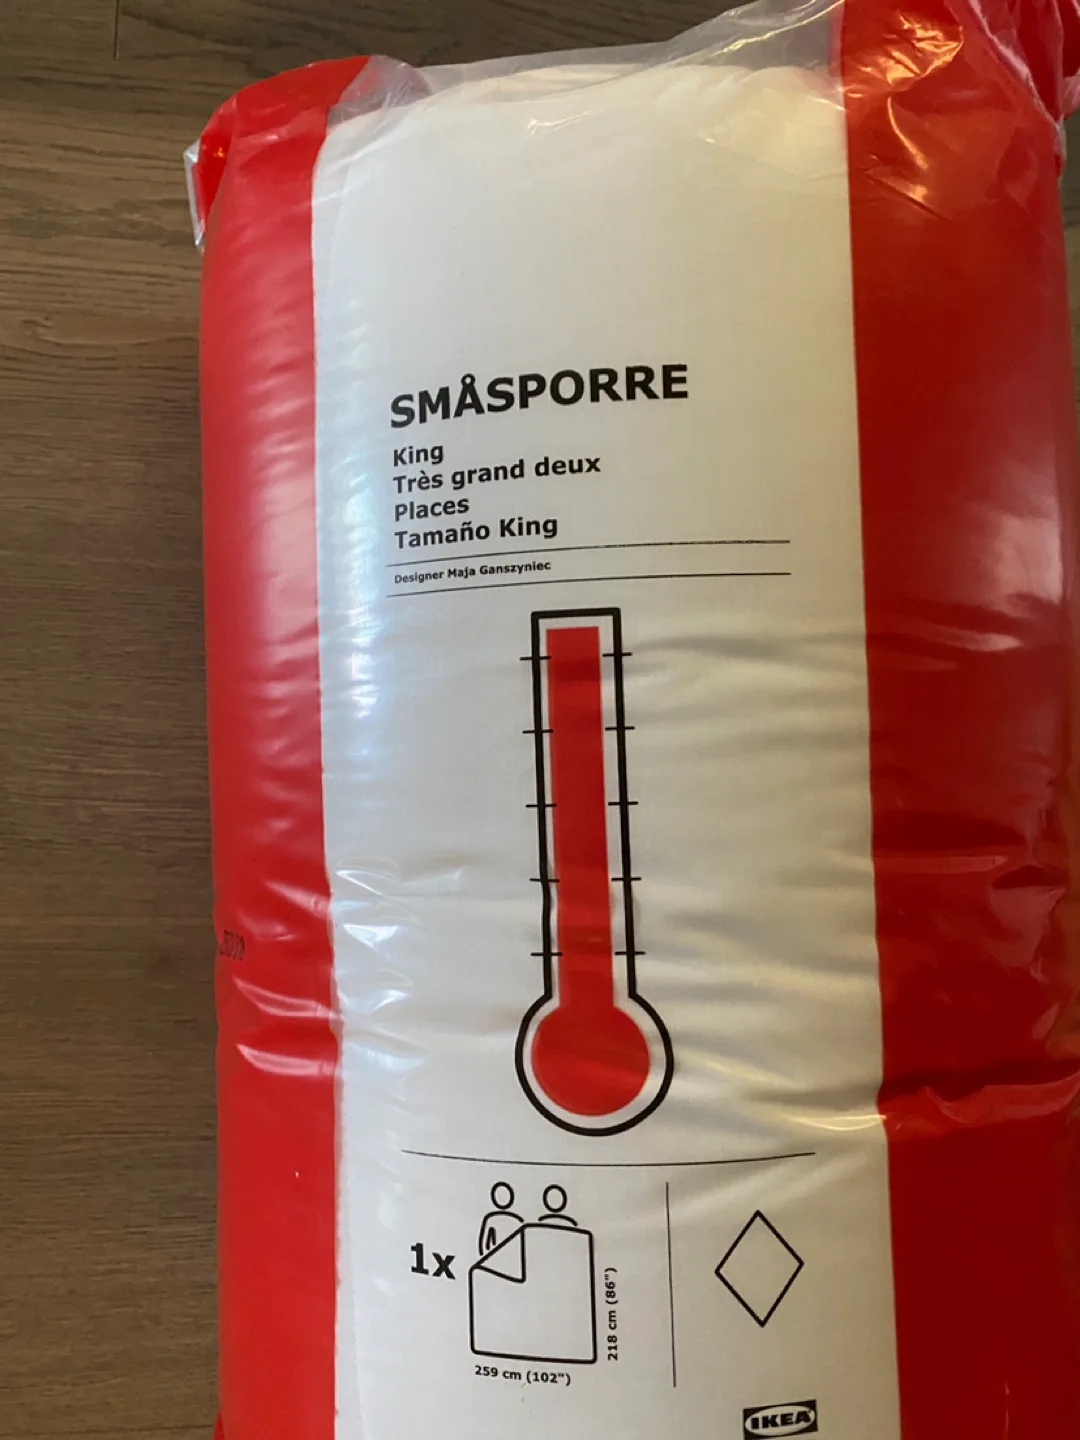 SMÅSPORRE
King
Très grand deux
Places
Tamaño King
Designer Maja Ganszyniec
1x
218 cm (86")
259 cm (102")
IKEA